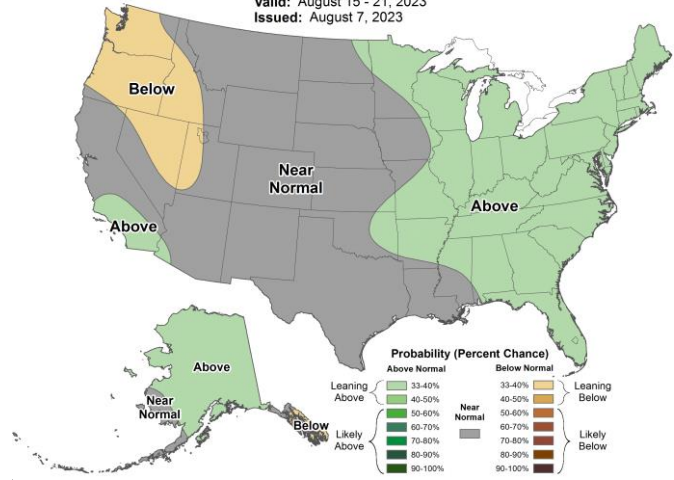 Valid: August 15 - 21, 2023
Issued: August 7, 2023
Below
Near
Normal
Above
Above
Above
Near
Normal
Below
Probability (Percent Chance)
Above Normal
Below Normal
Leaning
Above
33-40%
40-50%
Likely
Above
50-60%
60-70%
70-80%
80-90%
90-100%
Near
Normal
33-40%
40-50%
Leaning
Below
50-60%
60-70%
70-80%
80-90%
90-100%
Likely
Below